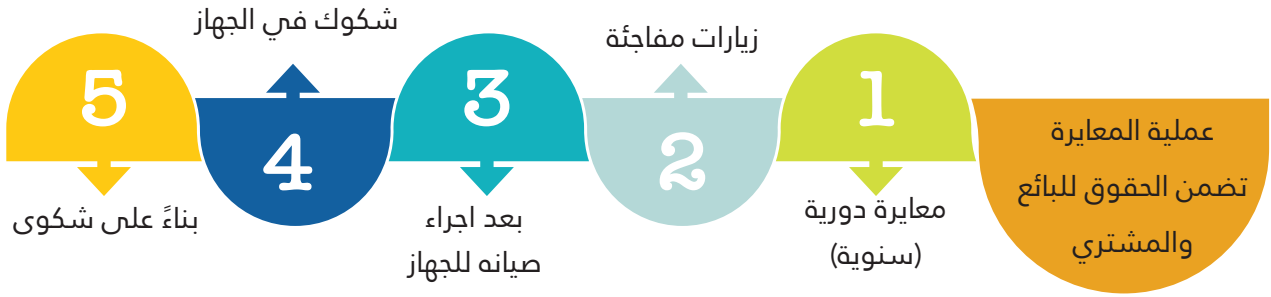 عملية المعايرة
تضمن الحقوق للبائع
والمشتري
1
معايرة دورية
(سنوية)
2
زيارات مفاجئة
3
بعد اجراء
صيانه للجهاز
4
شكوك في الجهاز
5
بناءً على شكوى